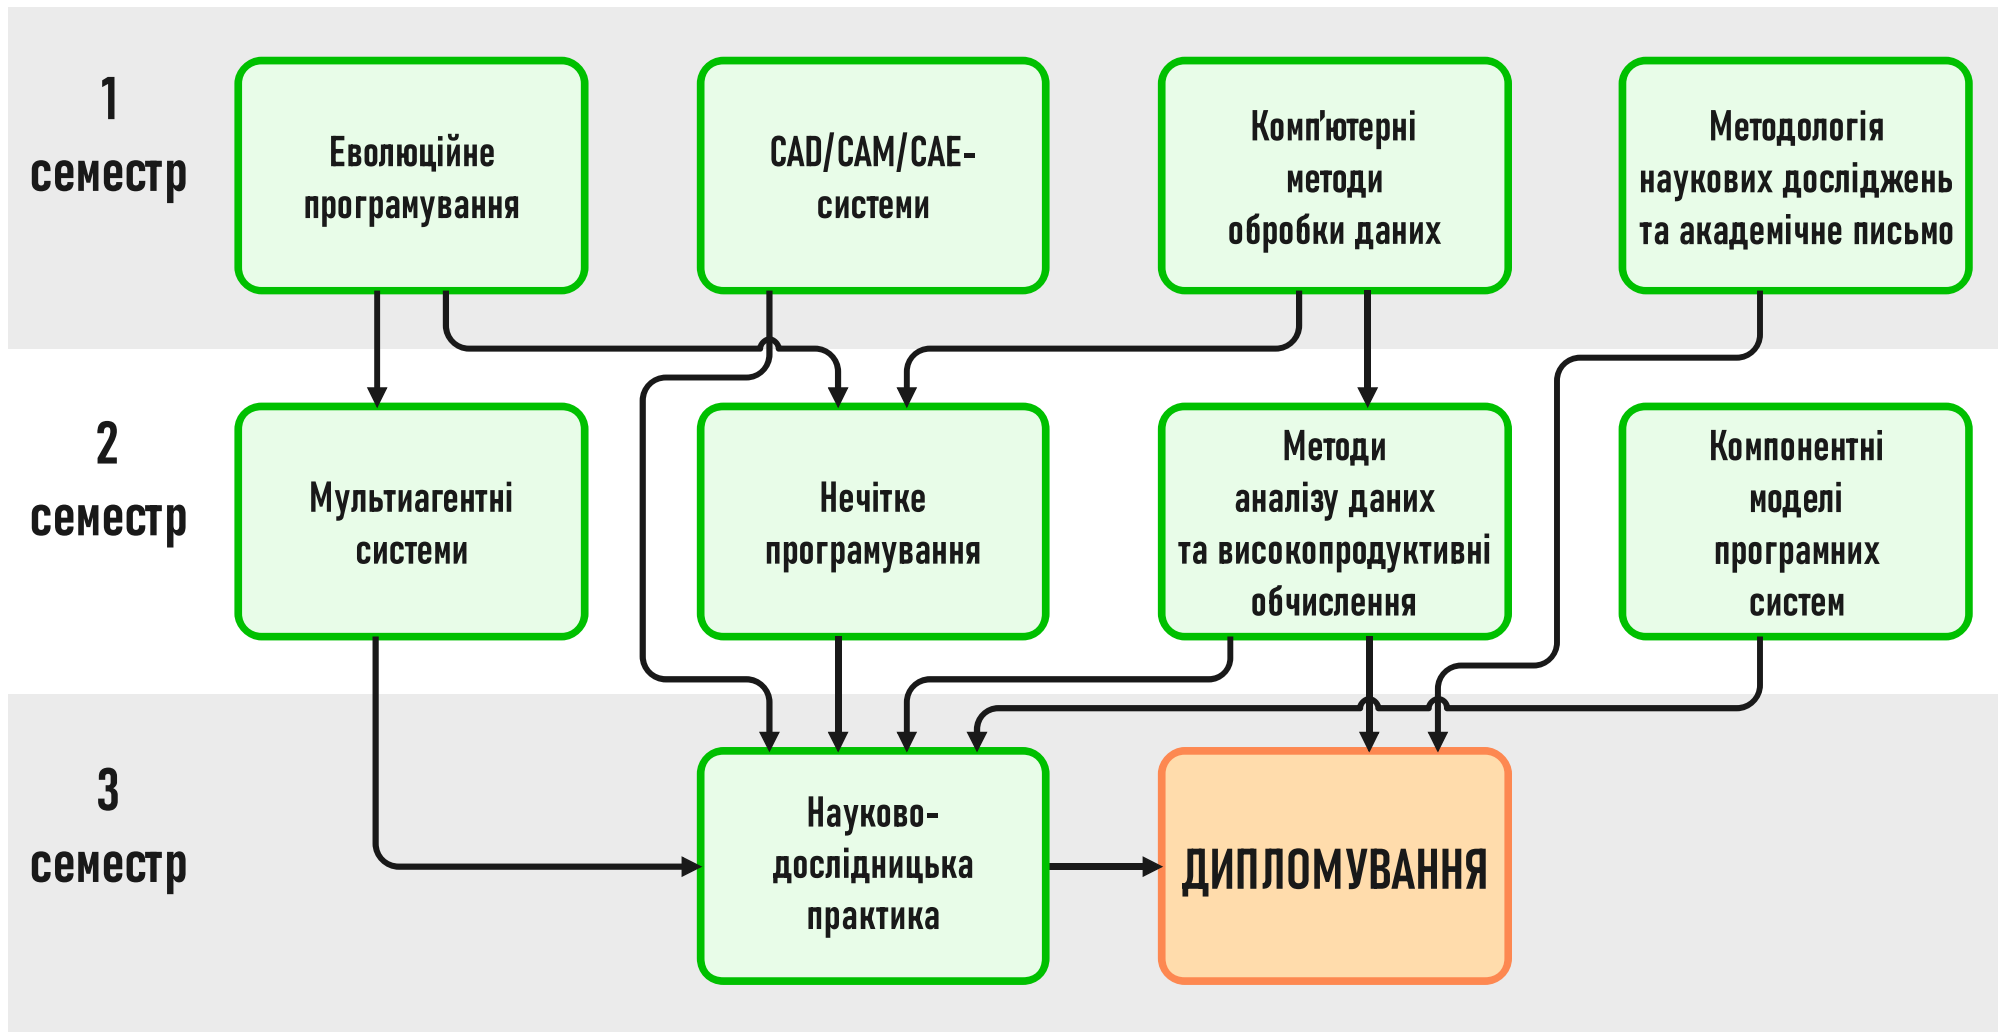 1
семестр
Еволюційне
програмування
CAD/CAM/CAE-
системи
Комп'ютерні
методи
обробки даних
Методологія
наукових досліджень
та академічне письмо
2
семестр
Мультиагентні
системи
Нечітке
програмування
Методи
аналізу даних
та високопродуктивні
обчислення
Компонентні
моделі
програмних
систем
3
семестр
Науково-
дослідницька
практика
ДИПЛОМУВАННЯ